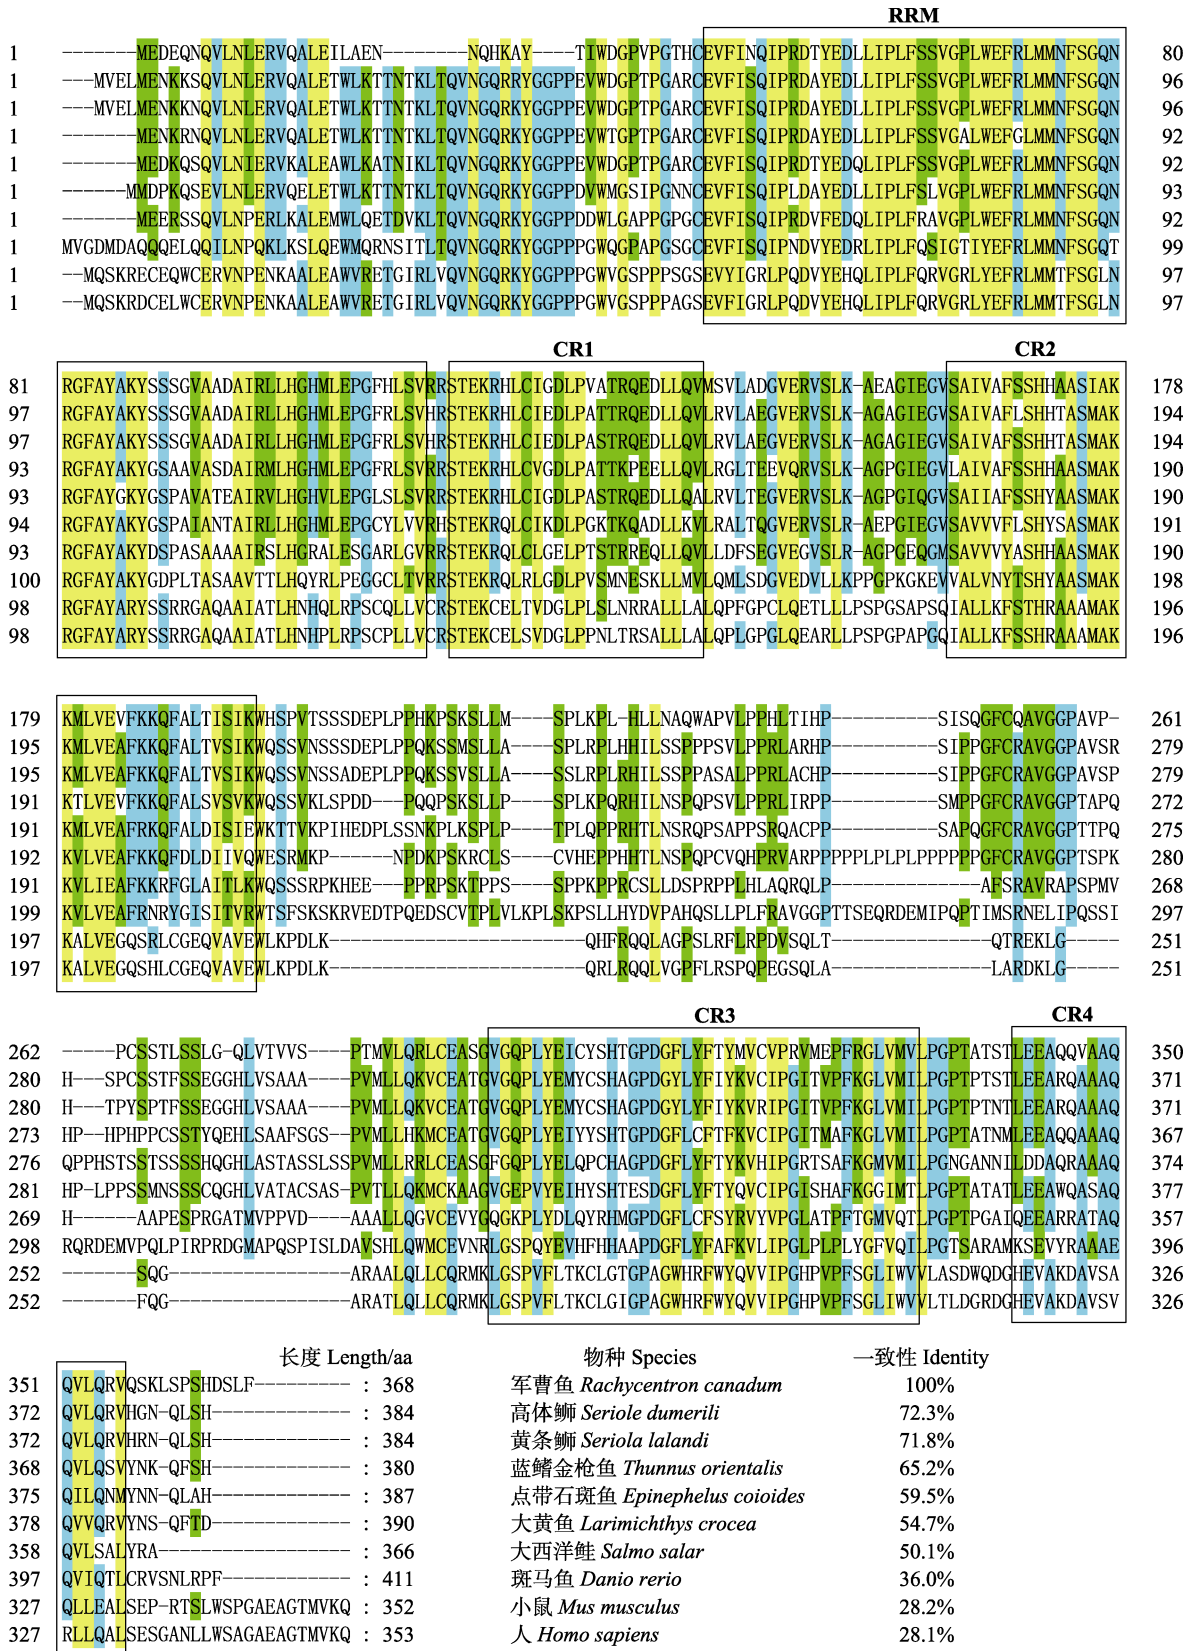 RRM
1 -------MEDEQNQVLNLERVQALEILAEN--------NQHKAY----TIWDGPVPGTHCEVFINQIPRDTYEDLLIPLFSSVGPLWEFRLMMNFSGQN 80
1 ---MVELMENKKSQVLNLERVQALETWLKTTNTKLTQVNGQRRYGGPPEVWDGPTPGARCEVFISQIPRDAYEDLLIPLFSSVGPLWEFRLMMNFSGQN 96
1 ---MVELMENKKSQVLNLERVQALETWLKTTNTKLTQVNGQRKYGGPPEVWDGPTPGARCEVFISQIPRDAYEDLLIPLFSSVGPLWEFRLMMNFSGQN 96
1 -------MENKRNQVLNLERVQALETWLKTTNTKLTQVNGQRKYGGPPEVWTGPTPGARCEVFISQIPRDAYEDLLIPLFSSVGALWEFGLMMNFSGQN 92
1 -------MEDKQSQVLNIERVKALEAWLKATNIKLTQVNGQRKYGGPPEVWDGPTPGARCEVFISQIPRDTYEDQLIPLFSSVGPLWEFRLMMNFSGQN 92
1 ------MMDPKQSEVLNLERVQELETWLKTTNTKLTQVNGQRKYGGPPDVWMGSIPGNNCEVFISQIPLDAYEDLLIPLFSLVGPLWEFRLMMNFSGQN 93
1 -------MEERSSQVLNPERLKALEMWLQETDVKLTQVNGQRKYGGPPDDWLGAPPGPGCEVFISQIPRDVFEDQLIPLFRAVGPLWEFRLMMNFSGQN 92
1 MVGDMDAQQQELQQILNPQKLKSLQEWMQRNSITLTQVNGQRKYGGPPPGWQGPAPGSGCEVFISQIPNDVYEDRLIPLFQSIGTIYEFRLMMNFSGQT 99
1 --MQSKRECEQWCERVNPENKAALEAWVRETGIRLVQVNGQRKYGGPPPGWVGSPPPSGSEVYIGRLPQDVYEHQLIPLFQRVGRLYEFRLMMTFSGLN 97
1 --MQSKRDCELWCERVNPENKAALEAWVRETGIRLVQVNGQRKYGGPPPGWVGSPPPAGSEVFIGRLPQDVYEHQLIPLFQRVGRLYEFRLMMTFSGLN 97
CR1 CR2
81 RGFAYAKYSSSGVAADAIRLLHGHMLEPGFHLSVRRSTEKRHLCIGDLPVATRQEDLLQVMSVLADGVERVSLK-AEAGIEGVSAIVAFSSHHAASIAK 178
97 RGFAYAKYSSSGVAADAIRLLHGHMLEPGFRLSVHRSTEKRHLCIEDLPATTRQEDLLQVLRVLAEGVERVSLK-AGAGIEGVSAIVAFLSHHTASMAK 194
97 RGFAYAKYSSSGVAADAIRLLHGHMLEPGFRLSVHRSTEKRHLCIEDLPASTRQEDLLQVLRVLAEGVERVSLK-AGAGIEGVSAIVAFSSHHTASMAK 194
93 RGFAYAKYGSAAVASDAIRMLHGHMLEPGFRLSVRRSTEKRHLCVGDLPATTKPEELLQVLRGLTEEVQRVSLK-AGPGIEGVLAIVAFSSHHAASMAK 190
93 RGFAYGKYGSPAVATEAIRVLHGHVLEPGLSLSVRRSTEKRHLCIGDLPASTRQEDLLQALRVLTEGVERVSLK-AGPGIQGVSAIIAFSSHYAASMAK 190
94 RGFAYAKYGSPAIANTAIRLLHGHMLEPGCYLVVRHSTEKRQLCIKDLPGKTKQADLLKVLRALTQGVERVSLR-AEPGIEGVSAVVVFLSHYSASMAK 191
93 RGFAYAKYDSPASAAAAIRSLHGRALESGARLGVRRSTEKRQLCLGELPTSTRREQLLQVLLDFSEGVEGVSLR-AGPGEQGMSAVVVYASHHAASMAK 190
100 RGFAYAKYGDPLTASAAVTTLHQYRLPEGGCLTVRRSTEKRQLRLGDLPVSMNESKLLMVLQMLSDGVEDVLLKPPGPKGKEVVALVNYTSHYAASMAK 198
98 RGFAYARYSSRRGAQAAIATLHNHQLRPSCQLLVCRSTEKCELTVDGLPLSLNRRALLLALQPFGPCLQETLLLPSPGSAPSQIALLKFSTHRAAAMAK 196
98 RGFAYARYSSRRGAQAAIATLHNHPLRPSCPLLVCRSTEKCELSVDGLPPNLTRSALLLALQPLGPGLQEARLLPSPGPAPGQIALLKFSSHRAAAMAK 196
179 KMLVEVFKKQFALTISIKWHSPVTSSSDEPLPPHKPSKSLLM----SPLKPL-HLLNAQWAPVLPPHLTIHP----------SISQGFCQAVGGPAVP- 261
195 KMLVEAFKKQFALTVSIKWQSSVNSSSDEPLPPQKSSMSLLA----SPLRPLHHILSSPPPSVLPPRLARHP----------SIPPGFCRAVGGPAVSR 279
195 KMLVEAFKKQFALTVSIKWQSSVNSSADEPLPPQKSSVSLLA----SSLRPLRHILSSPPASALPPRLACHP----------SIPPGFCRAVGGPAVSP 279
191 KTLVEVFKKQFALSVSVKWQSSVKLSPDD---PQQPSKSLLP----SPLKPQRHILNSPQPSVLPPRLIRPP----------SMPPGFCRAVGGPTAPQ 272
191 KMLVEAFRKQFALDISIEWKTTVKPIHEDPLSSNKPLKSPLP----TPLQPPRHTLNSRQPSAPPSRQACPP----------SAPQGFCRAVGGPTTPQ 275
192 KVLVEAFKKQFDLDIIVQWESRMKP------NPDKPSKRCLS----CVHEPPHHTLNSPQPCVQHPRVARPPPPPLPLPLPPPPPPGFCRAVGGPTSPK 280
191 KVLIEAFKKRFGLAITLKWQSSSRPKHEE---PPRPSKTPPS----SPPKPPRCSLLDSPRPPLHLAQRQLP--------------AFSRAVRAPSPMV 268
199 KVLVEAFRNRYGISITVRWTSFSKSKRVEDTPQEDSCVTPLVLKPLSKPSLLHYDVPAHQSLLPLFRAVGGPTTSEQRDEMIPQPTIMSRNELIPQSSI 297
197 KALVEGQSRLCGEQVAVEWLKPDLK------------------------QHFRQQLAGPSLRFLRPDVSQLT---------------QTREKLG----- 251
197 KALVEGQSHLCGEQVAVEWLKPDLK------------------------QRLRQQLVGPFLRSPQPEGSQLA---------------LARDKLG----- 251
CR3 CR4
262 -----PCSSTLSSLG-QLVTVVS----PTMVLQRLCEASGVGQPLYEICYSHTGPDGFLYFTYMVCVPRVMEPFRGLVMVLPGPTATSTLEEAQQVAAQ 350
280 H---SPCSSTFSSEGGHLVSAAA----PVMLLQKVCEATGVGQPLYEMYCSHAGPDGYLYFIYKVCIPGITVPFKGLVMILPGPTPTSTLEEARQAAAQ 371
280 H---TPYSPTFSSEGGHLVSAAA----PVMLLQKVCEATGVGQPLYEMYCSHAGPDGYLYFIYKVRIPGITVPFKGLVMILPGPTPTNTLEEARQAAAQ 371
273 HP--HPHPPCSSTYQEHLSAAFSGS--PVMLLHKMCEATGVGQPLYEIYYSHTGPDGFLCFTFKVCIPGITMAFKGLVMILPGPTATNMLEEAQQAAAQ 367
276 QPPHSTSSTSSSSHQGHLASTASSLSSPVMLLRRLCEASGFGQPLYELQPCHAGPDGFLYFTYKVHIPGRTSAFKGMVMILPGNGANNILDDAQRAAAQ 374
281 HP-LPPSSMNSSSCQGHLVATACSAS-PVTLLQKMCKAAGVGEPVYEIHYSHTESDGFLYFTYQVCIPGISHAFKGGIMTLPGPTATATLEEAWQASAQ 377
269 H------AAPESPRGATMVPPVD----AAALLQGVCEVYGQGKPLYDLQYRHMGPDGFLCFSYRVYVPGLATPFTGMVQTLPGPTPGAIQEEARRATAQ 357
298 RQRDEMVPQLPIRPRDGMAPQSPISLDAVSHLQWMCEVNRLGSPQYEVHFHHAAPDGFLYFAFKVLIPGLPLPLYGFVQILPGTSARAMKSEVYRAAAE 396
252 -------SQG-----------------ARAALQLLCQRMKLGSPVFLTKCLGTGPAGWHRFWYQVVIPGHPVPFSGLIWVVLASDWQDGHEVAKDAVSA 326
252 -------FQG-----------------ARATLQLLCQRMKLGSPVFLTKCLGIGPAGWHRFWYQVVIPGHPVPFSGLIWVVLTLDGRDGHEVAKDAVSV 326
长度 Length/aa 物种 Species 一致性 Identity
351 QVLQRVQSKLSPSHDSLF--------- : 368 军曹鱼 Rachycentron canadum 100%
372 QVLQRVHGN-QLSH------------- : 384 高体鰤 Seriole dumerili 72.3%
372 QVLQRVHRN-QLSH------------- : 384 黄条鰤 Seriola lalandi 71.8%
368 QVLQSVYNK-QFSH------------- : 380 蓝鳍金枪鱼 Thunnus orientalis 65.2%
375 QILQNMYNN-QLAH------------- : 387 点带石斑鱼 Epinephelus coioides 59.5%
378 QVVQRVYNS-QFTD------------- : 390 大黄鱼 Larimichthys crocea 54.7%
358 QVLSALYRA------------------ : 366 大西洋鲑 Salmo salar 50.1%
397 QVIQTLCRVSNLRPF------------ : 411 斑马鱼 Danio rerio 36.0%
327 QLLEALSEP-RTSLWSPGAEAGTMVKQ : 352 小鼠 Mus musculus 28.2%
327 RLLQALSESGANLLWSAGAEAGTMVKQ : 353 人 Homo sapiens 28.1%